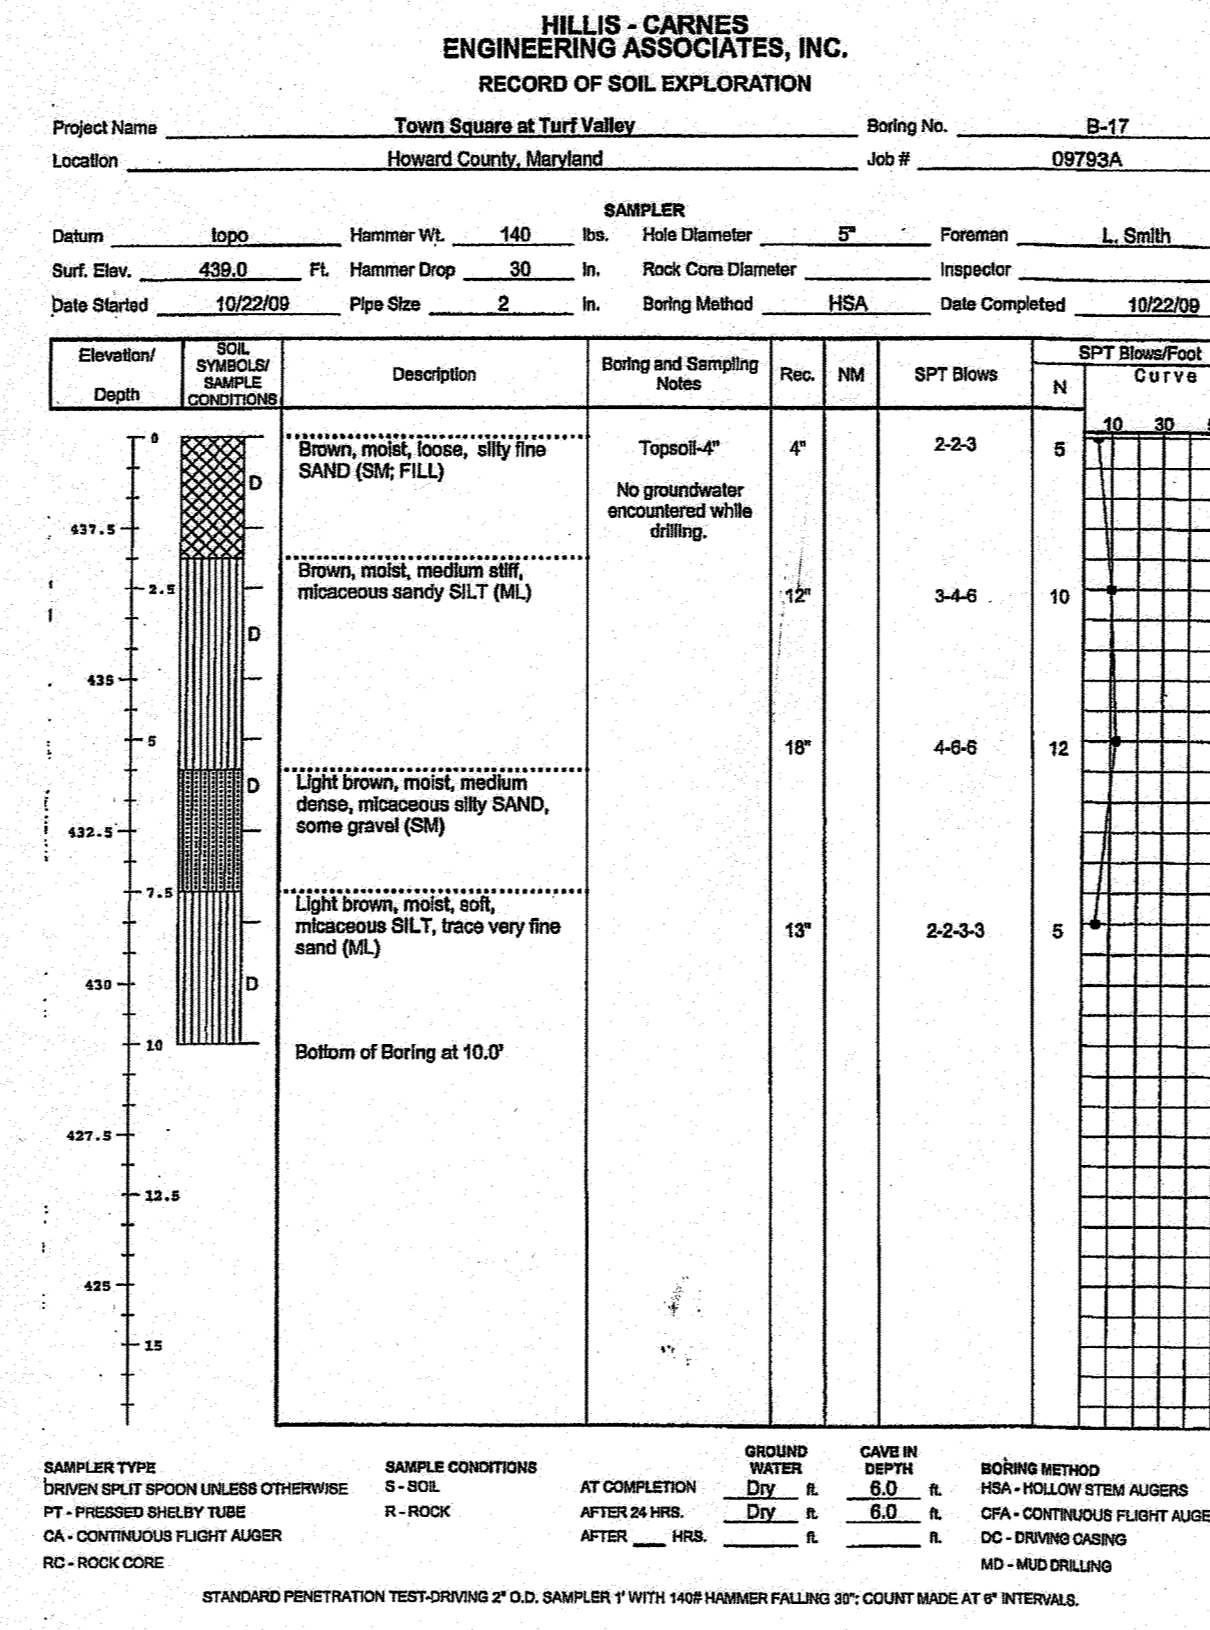 HILLIS - CARNES
ENGINEERING ASSOCIATES, INC.
RECORD OF SOIL EXPLORATION
Project Name Town Square at Turf Valley Boring No. B-17
Location Howard County, Maryland Job # 09793A
SAMPLER
Datum topo Hammer Wt. 140 lbs. Hole Diameter 5" Foreman L. Smith
Surf. Elev. 439.0 Ft. Hammer Drop 30 in. Rock Core Diameter Inspector
Date Started 10/22/09 Pipe Size 2 in. Boring Method HSA Date Completed 10/22/09
Elevation/
Depth
SOIL
SYMBOLS/
SAMPLE
CONDITIONS
Description
Boring and Sampling
Notes
Rec.
NM
SPT Blows
SPT Blows/Foot
Curve
N
10 30
0
Brown, moist, loose, silty fine
SAND (SM; FILL)
Topsoil-4"
4"
2-2-3
5
D
No groundwater
encountered while
drilling.
437.5
Brown, moist, medium stiff,
micaceous sandy SILT (ML)
2.5
12"
3-4-6
10
D
435
5
18"
4-6-6
12
D
Light brown, moist, medium
dense, micaceous silty SAND,
some gravel (SM)
432.5
7.5
Light brown, moist, soft,
micaceous SILT, trace very fine
sand (ML)
13"
2-2-3-3
5
430
D
10
Bottom of Boring at 10.0'
427.5
12.5
425
15
SAMPLER TYPE
DRIVEN SPLIT SPOON UNLESS OTHERWISE
PT - PRESSED SHELBY TUBE
CA - CONTINUOUS FLIGHT AUGER
RC - ROCK CORE
SAMPLE CONDITIONS
S - SOIL
R - ROCK
GROUND
WATER
CAVE IN
DEPTH
AT COMPLETION Dry ft. 6.0 ft.
AFTER 24 HRS. Dry ft. 6.0 ft.
AFTER ___ HRS. ft. ft.
BORING METHOD
HSA - HOLLOW STEM AUGERS
CFA - CONTINUOUS FLIGHT AUGE
DC - DRIVING CASING
MD - MUD DRILLING
STANDARD PENETRATION TEST-DRIVING 2" O.D. SAMPLER 1' WITH 140# HAMMER FALLING 30"; COUNT MADE AT 6" INTERVALS.